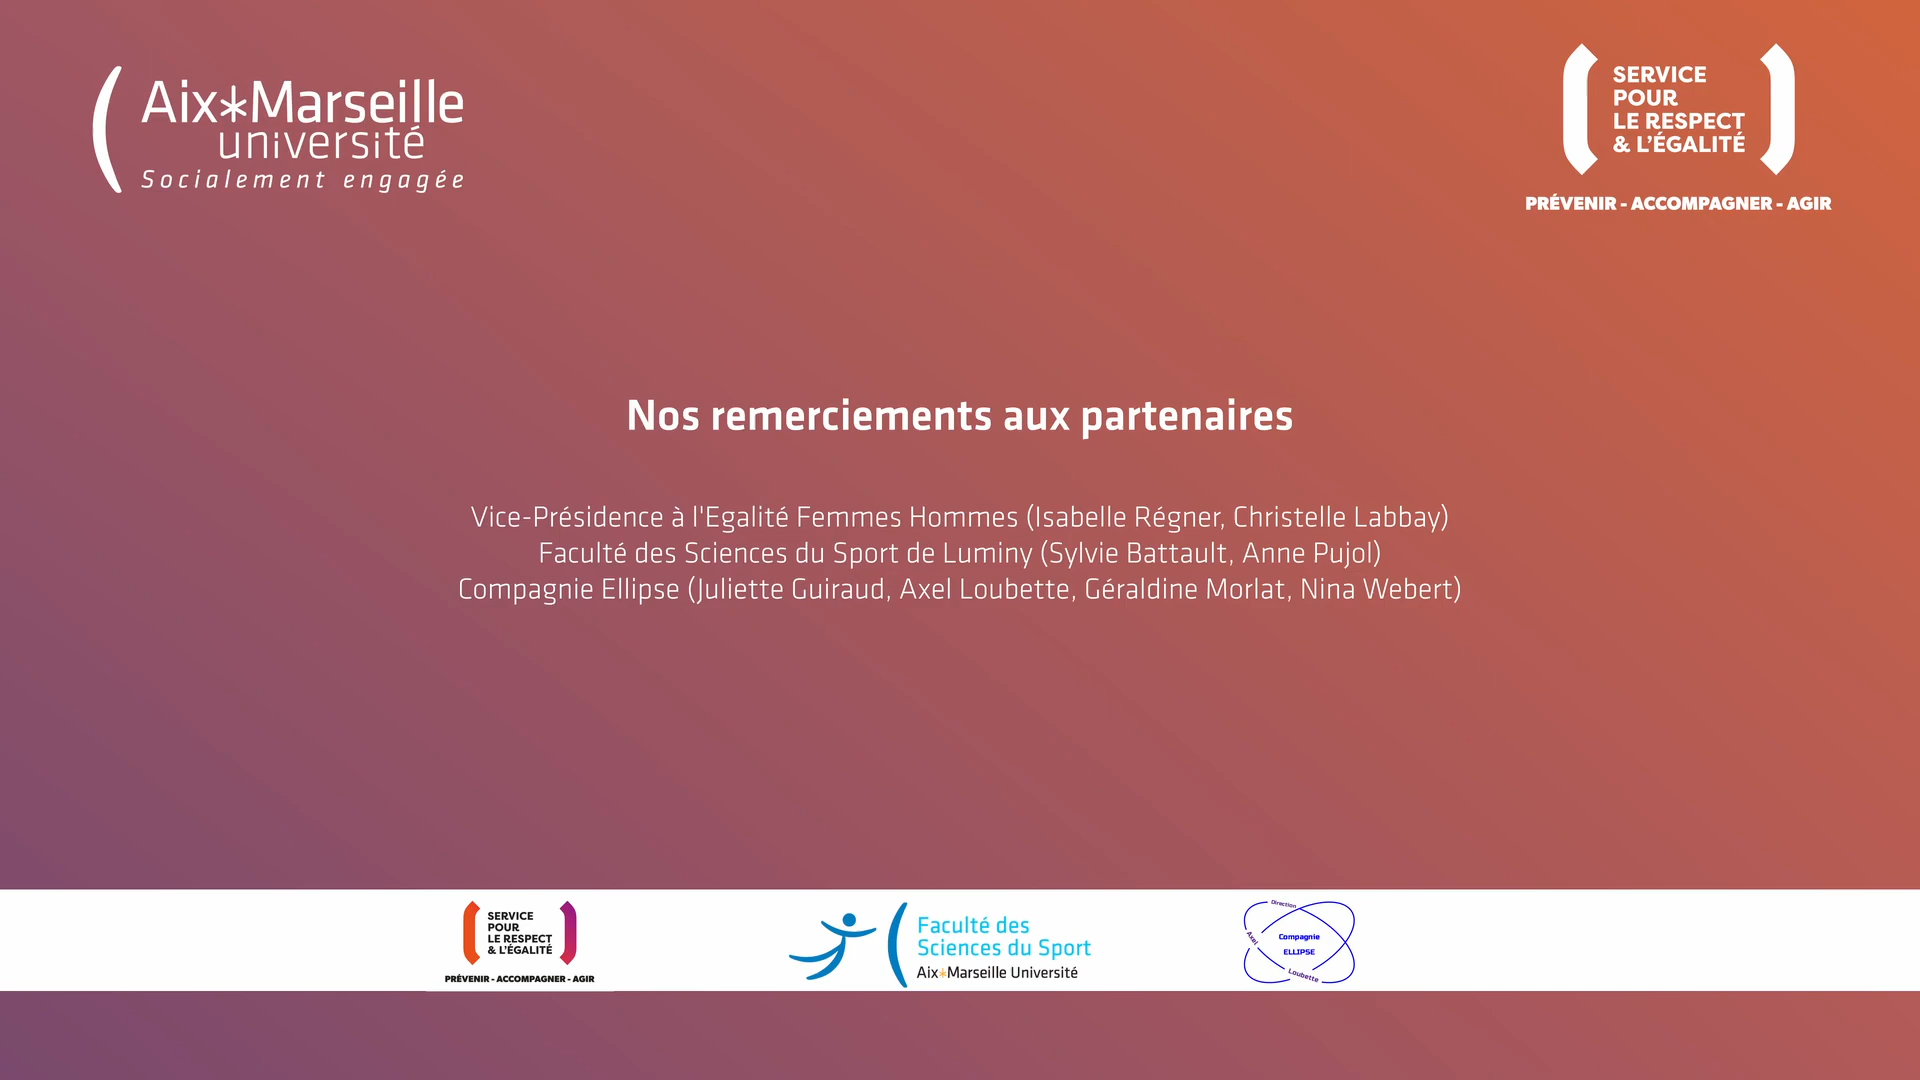 Aix*Marseille
université
Socialement engagée
SERVICE
POUR
LE RESPECT
& L'ÉGALITÉ
PRÉVENIR - ACCOMPAGNER - AGIR
Nos remerciements aux partenaires
Vice-Présidence à l'Egalité Femmes Hommes (Isabelle Régner, Christelle Labbay)
Faculté des Sciences du Sport de Luminy (Sylvie Battault, Anne Pujol)
Compagnie Ellipse (Juliette Guiraud, Axel Loubette, Géraldine Morlat, Nina Webert)
SERVICE
POUR
LE RESPECT
& L'ÉGALITÉ
PRÉVENIR - ACCOMPAGNER - AGIR
Faculté des
Sciences du Sport
Aix*Marseille Université
Direction
Axel
Compagnie
ELLIPSE
Loubette